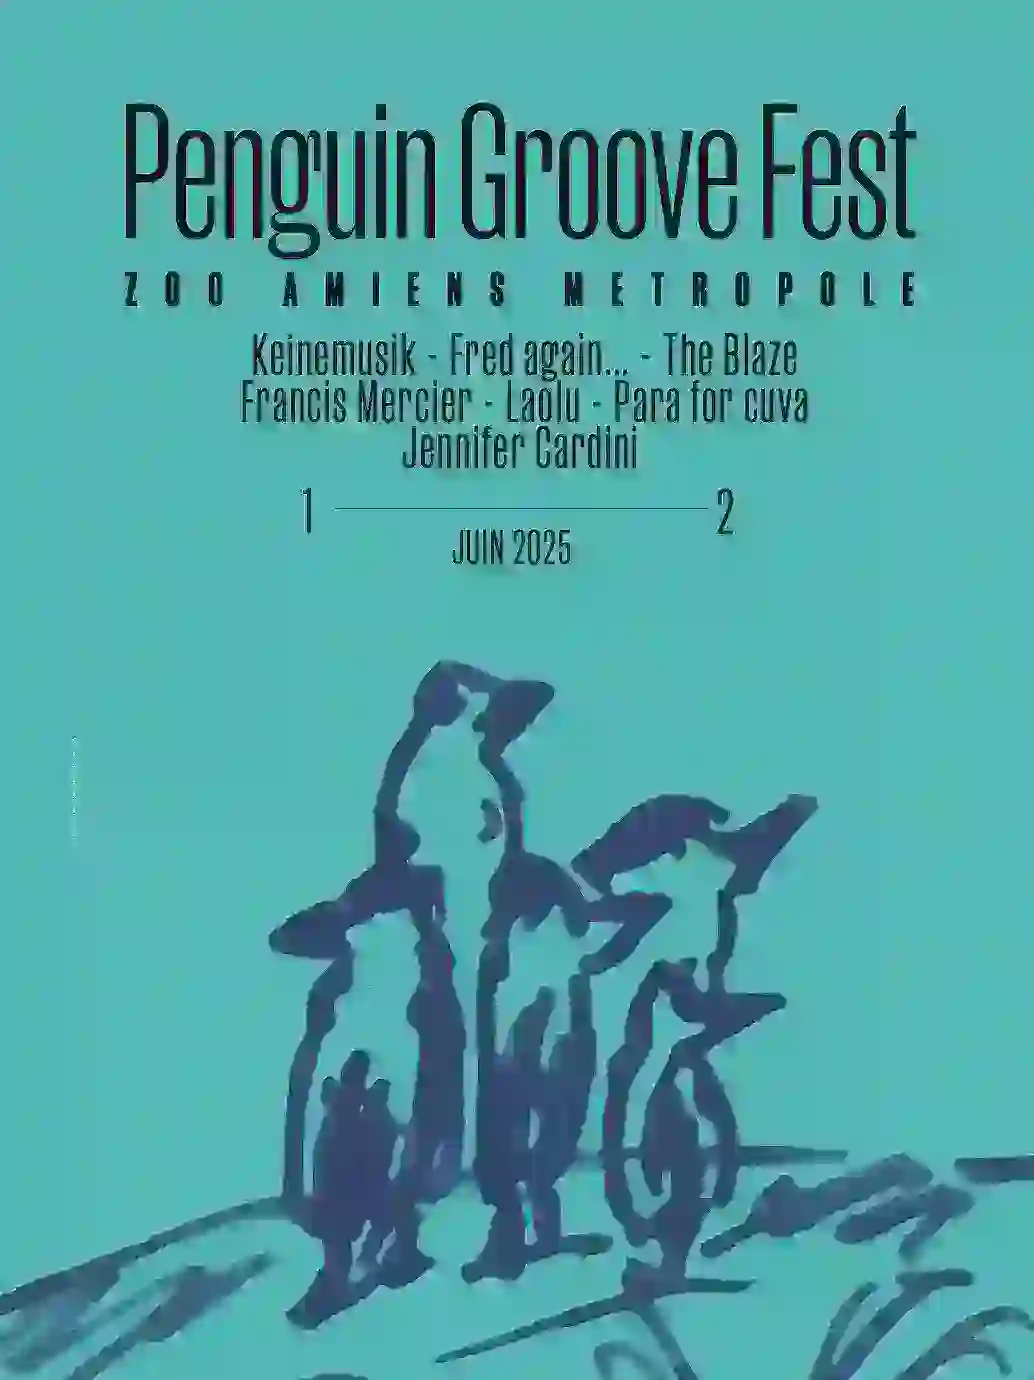 Penguin Groove Fest
ZOO AMIENS METROPOLE
Keinemusik - Fred again... - The Blaze
Francis Mercier - Laolu - Para for cuva
Jennifer Cardini
1 2
JUIN 2025